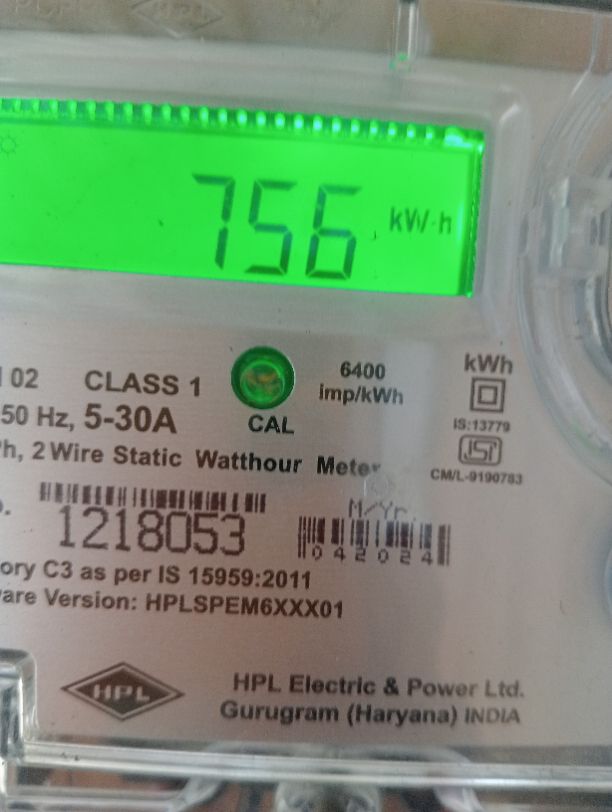 756 kW·h
02 CLASS 1
6400
imp/kWh
kWh
50 Hz, 5-30A
CAL
IS:13779
ISI
CM/L-9190783
2 Wire Static Watthour Meter
1218053
M/Yr.
042024
ory C3 as per IS 15959:2011
are Version: HPLSPEM6XXX01
HPL
HPL Electric & Power Ltd.
Gurugram (Haryana) INDIA